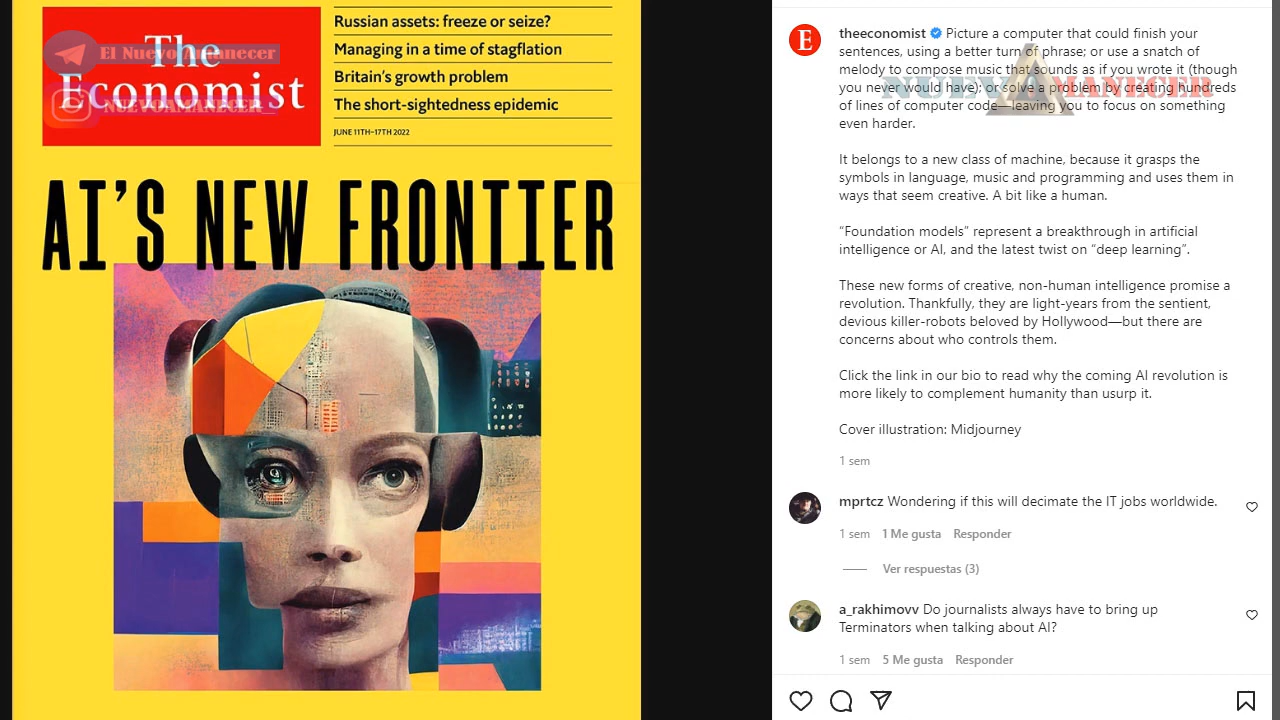 The
Economist
El Nuevo Amanecer
NUEVOAMANECER_
Russian assets: freeze or seize?
Managing in a time of stagflation
Britain's growth problem
The short-sightedness epidemic
JUNE 11TH–17TH 2022
AI'S NEW FRONTIER
NUEVO AMANECER
theeconomist Picture a computer that could finish your
sentences, using a better turn of phrase; or use a snatch of
melody to compose music that sounds as if you wrote it (though
you never would have); or solve a problem by creating hundreds
of lines of computer code—leaving you to focus on something
even harder.
It belongs to a new class of machine, because it grasps the
symbols in language, music and programming and uses them in
ways that seem creative. A bit like a human.
“Foundation models” represent a breakthrough in artificial
intelligence or AI, and the latest twist on “deep learning”.
These new forms of creative, non-human intelligence promise a
revolution. Thankfully, they are light-years from the sentient,
devious killer-robots beloved by Hollywood—but there are
concerns about who controls them.
Click the link in our bio to read why the coming AI revolution is
more likely to complement humanity than usurp it.
Cover illustration: Midjourney
1 sem
mprtcz Wondering if this will decimate the IT jobs worldwide.
1 sem 1 Me gusta Responder
Ver respuestas (3)
a_rakhimovv Do journalists always have to bring up
Terminators when talking about AI?
1 sem 5 Me gusta Responder